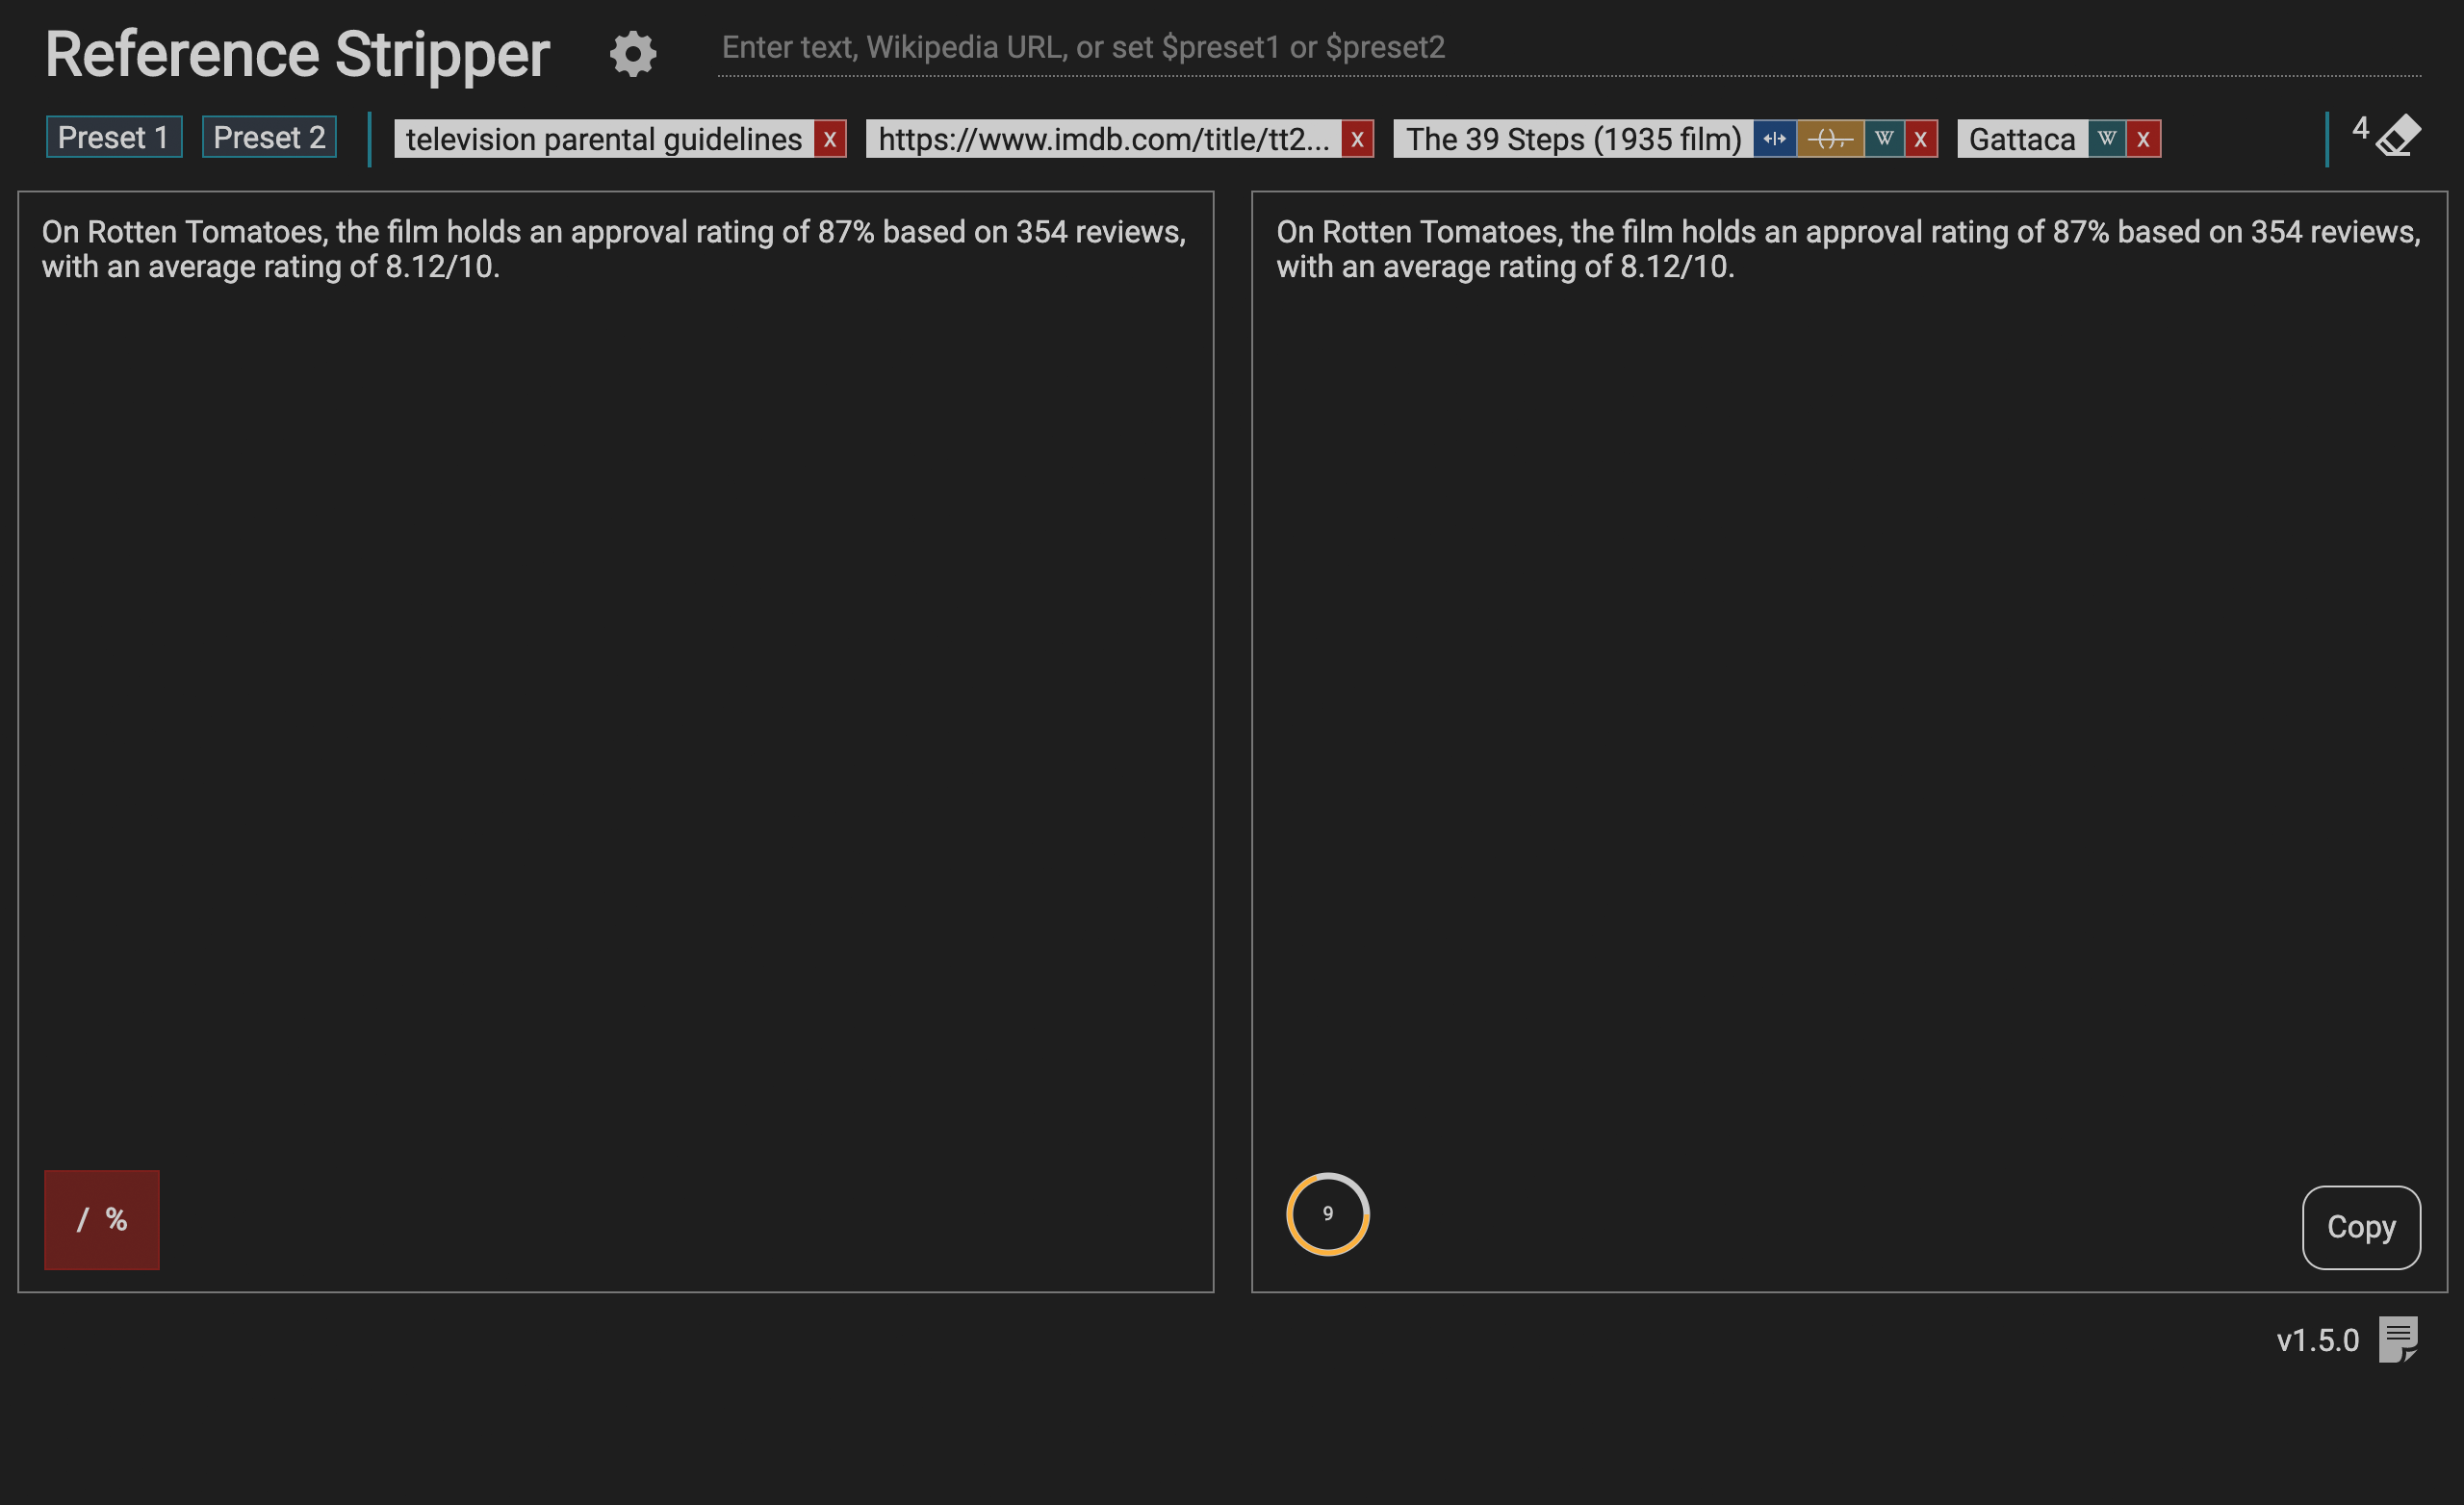 Reference Stripper
Enter text, Wikipedia URL, or set $preset1 or $preset2
Preset 1
Preset 2
television parental guidelines x
https://www.imdb.com/title/tt2... x
The 39 Steps (1935 film) (), W x
Gattaca W x
4
On Rotten Tomatoes, the film holds an approval rating of 87% based on 354 reviews,
with an average rating of 8.12/10.
/ %
On Rotten Tomatoes, the film holds an approval rating of 87% based on 354 reviews,
with an average rating of 8.12/10.
9
Copy
v1.5.0